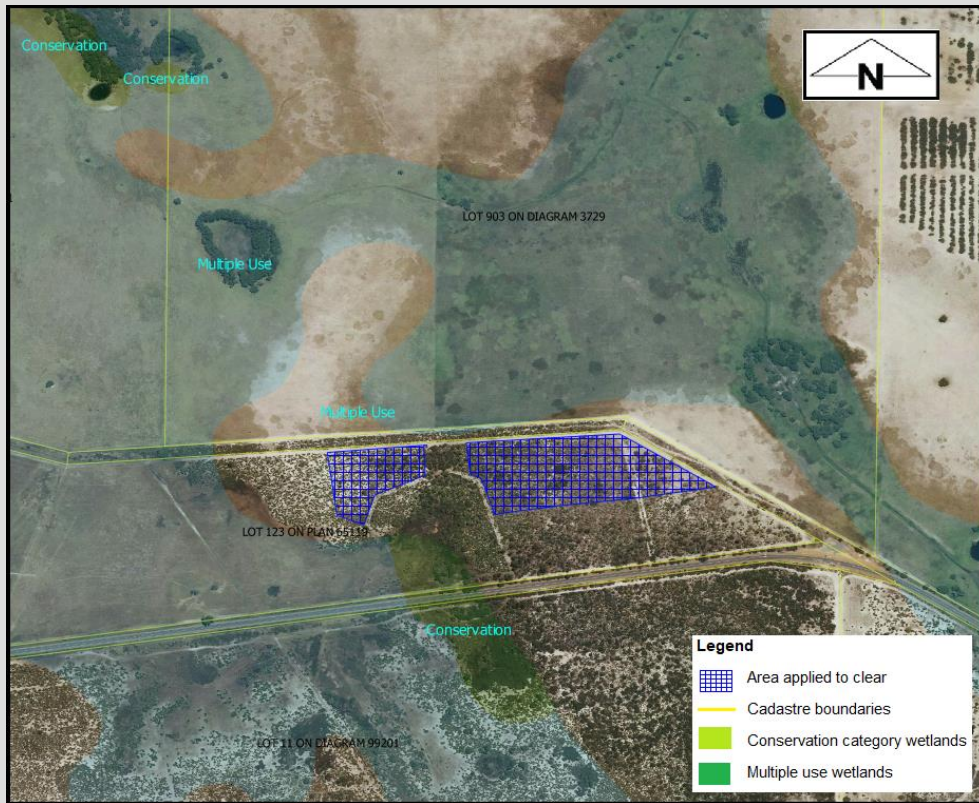 Conservation
Conservation
N
LOT 903 ON DIAGRAM 3729
Multiple Use
Multiple Use
LOT 123 ON PLAN 65119
Conservation
LOT 11 ON DIAGRAM 99201
Legend
Area applied to clear
Cadastre boundaries
Conservation category wetlands
Multiple use wetlands